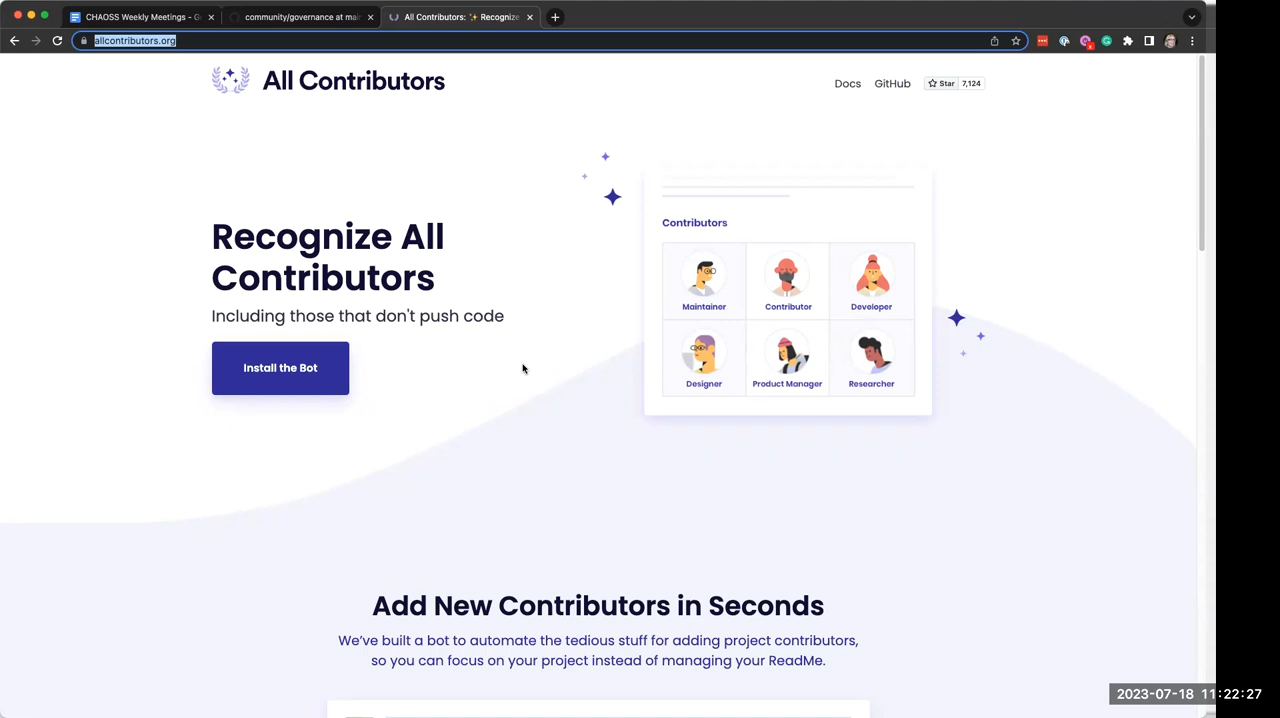 CHAOSS Weekly Meetings - G
community/governance at mai
All Contributors: ✨ Recognize
allcontributors.org
All Contributors
Docs
GitHub
Star
7,124
Recognize All
Contributors
Including those that don't push code
Install the Bot
Contributors
Maintainer
Contributor
Developer
Designer
Product Manager
Researcher
Add New Contributors in Seconds
We've built a bot to automate the tedious stuff for adding project contributors,
so you can focus on your project instead of managing your ReadMe.
2023-07-18 11:22:27